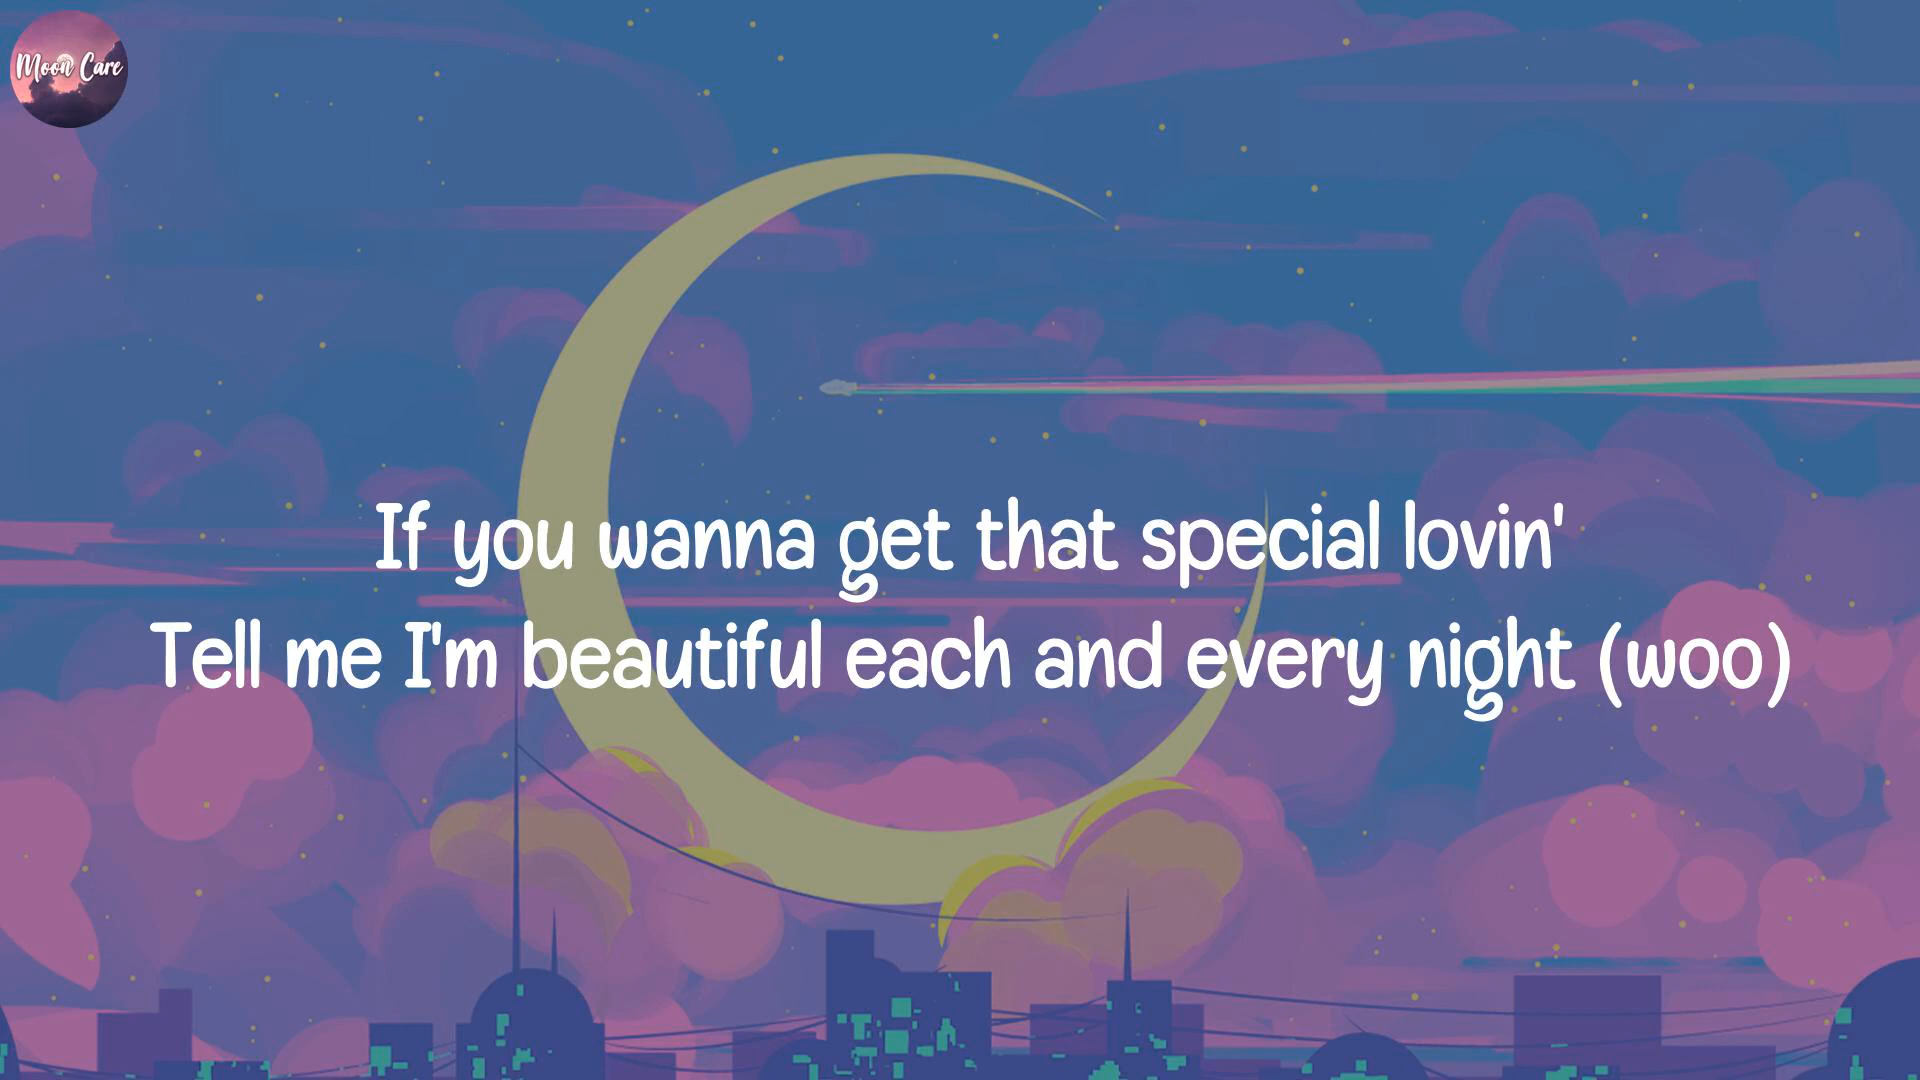 Moon Care
If you wanna get that special lovin'
Tell me I'm beautiful each and every night (woo)